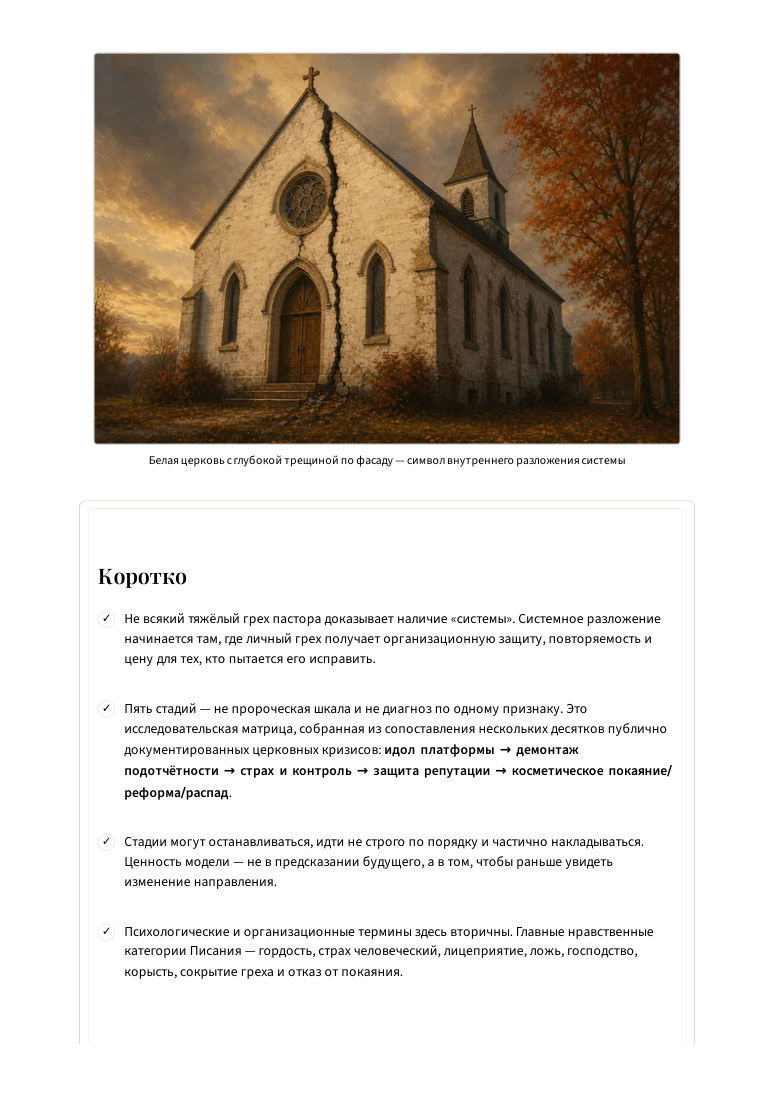 Белая церковь с глубокой трещиной по фасаду — символ внутреннего разложения системы
Коротко
✓ Не всякий тяжёлый грех пастора доказывает наличие «системы». Системное разложение
начинается там, где личный грех получает организационную защиту, повторяемость и
цену для тех, кто пытается его исправить.
✓ Пять стадий — не пророческая шкала и не диагноз по одному признаку. Это
исследовательская матрица, собранная из сопоставления нескольких десятков публично
документированных церковных кризисов: идол платформы → демонтаж
подотчётности → страх и контроль → защита репутации → косметическое покаяние/
реформа/распад.
✓ Стадии могут останавливаться, идти не строго по порядку и частично накладываться.
Ценность модели — не в предсказании будущего, а в том, чтобы раньше увидеть
изменение направления.
✓ Психологические и организационные термины здесь вторичны. Главные нравственные
категории Писания — гордость, страх человеческий, лицеприятие, ложь, господство,
корысть, сокрытие греха и отказ от покаяния.